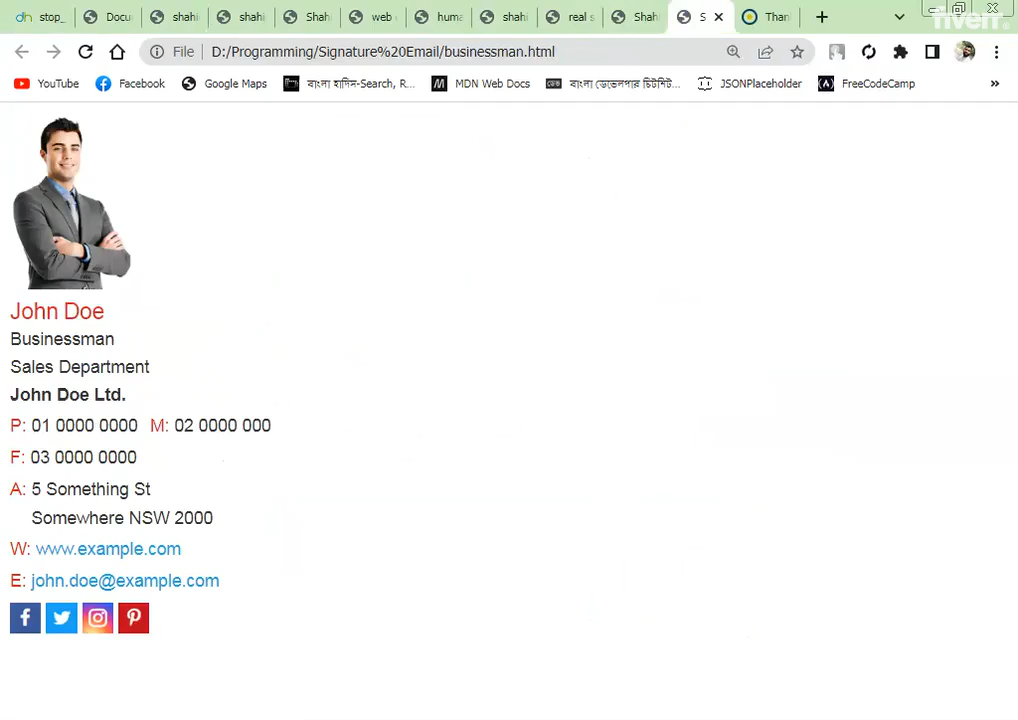 stop_ Docu shahi shahi Shahi web huma shahi real s Shahi S Than
fiverr®
File D:/Programming/Signature%20Email/businessman.html
YouTube Facebook Google Maps বাংলা হাদিস-Search, R... MDN Web Docs বাংলা ডেভেলপার টিউটরি... JSONPlaceholder FreeCodeCamp »
John Doe
Businessman
Sales Department
John Doe Ltd.
P: 01 0000 0000 M: 02 0000 000
F: 03 0000 0000
A: 5 Something St
Somewhere NSW 2000
W: www.example.com
E: john.doe@example.com